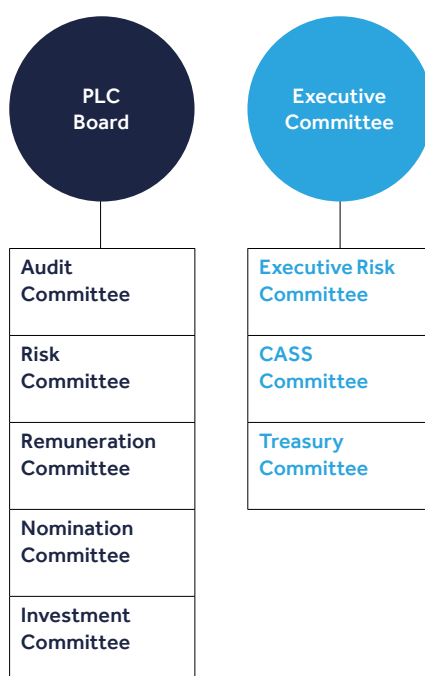 PLC
Board
Audit
Committee
Risk
Committee
Remuneration
Committee
Nomination
Committee
Investment
Committee
Executive
Committee
Executive Risk
Committee
CASS
Committee
Treasury
Committee